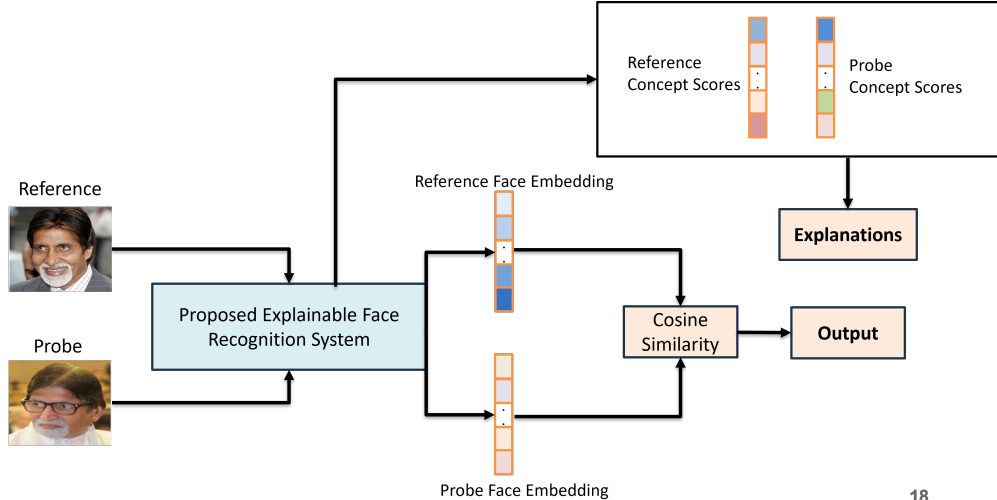 Reference
Concept Scores
Probe
Concept Scores
Reference Face Embedding
Reference
Explanations
Proposed Explainable Face
Recognition System
Cosine
Similarity
Output
Probe
Probe Face Embedding
18